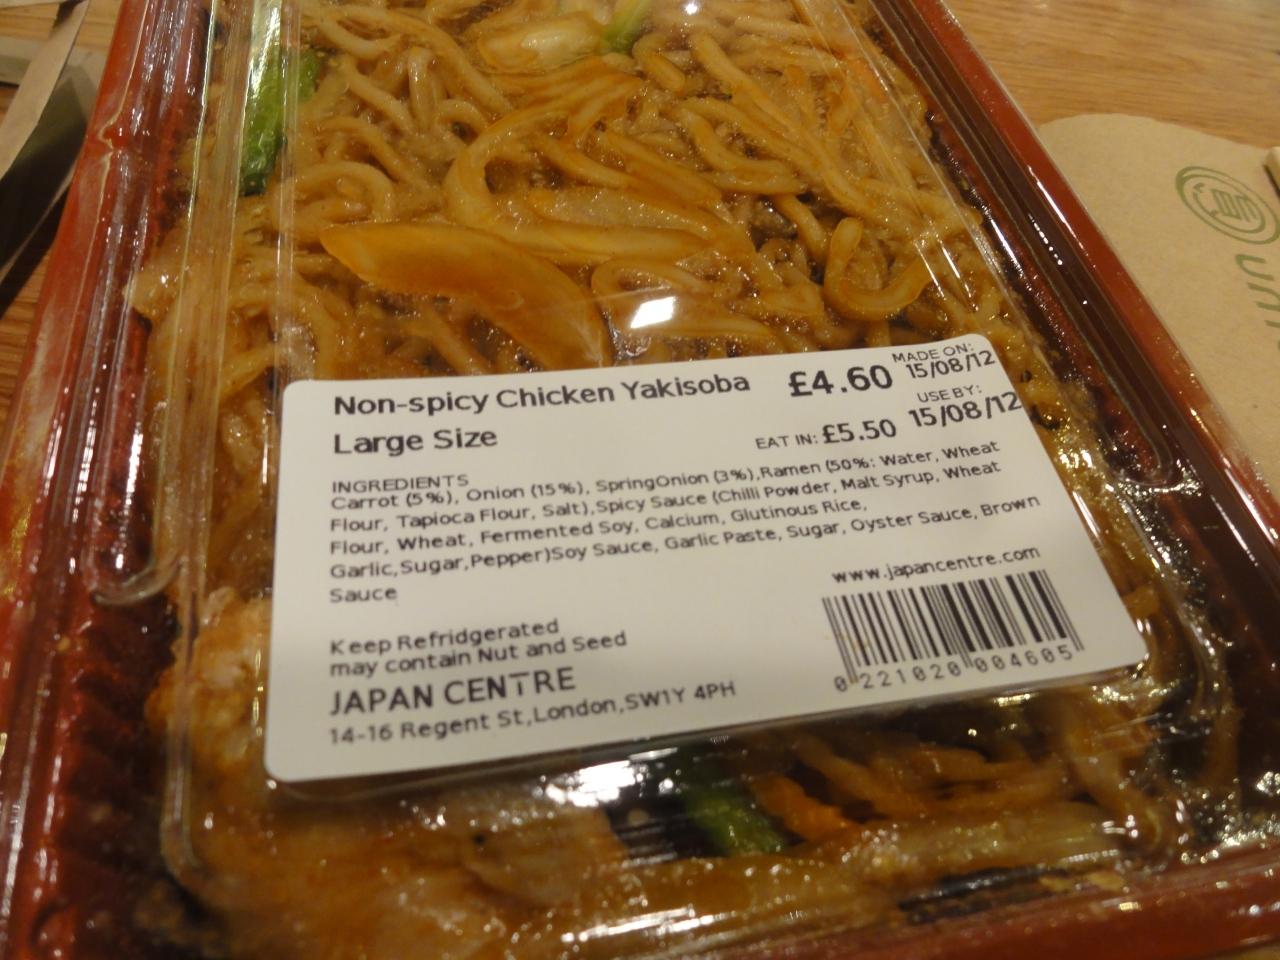 Non-spicy Chicken Yakisoba
Large Size
£4.60
MADE ON:
15/08/12
EAT IN: £5.50
USE BY:
15/08/12
INGREDIENTS
Carrot (5%), Onion (15%), SpringOnion (3%),Ramen (50%: Water, Wheat
Flour, Tapioca Flour, Salt),Spicy Sauce (Chilli Powder, Malt Syrup, Wheat
Flour, Wheat, Fermented Soy, Calcium, Glutinous Rice,
Garlic,Sugar,Pepper)Soy Sauce, Garlic Paste, Sugar, Oyster Sauce, Brown
Sauce
www.japancentre.com
0 221020 004605
Keep Refridgerated
may contain Nut and Seed
JAPAN CENTRE
14-16 Regent St,London,SW1Y 4PH